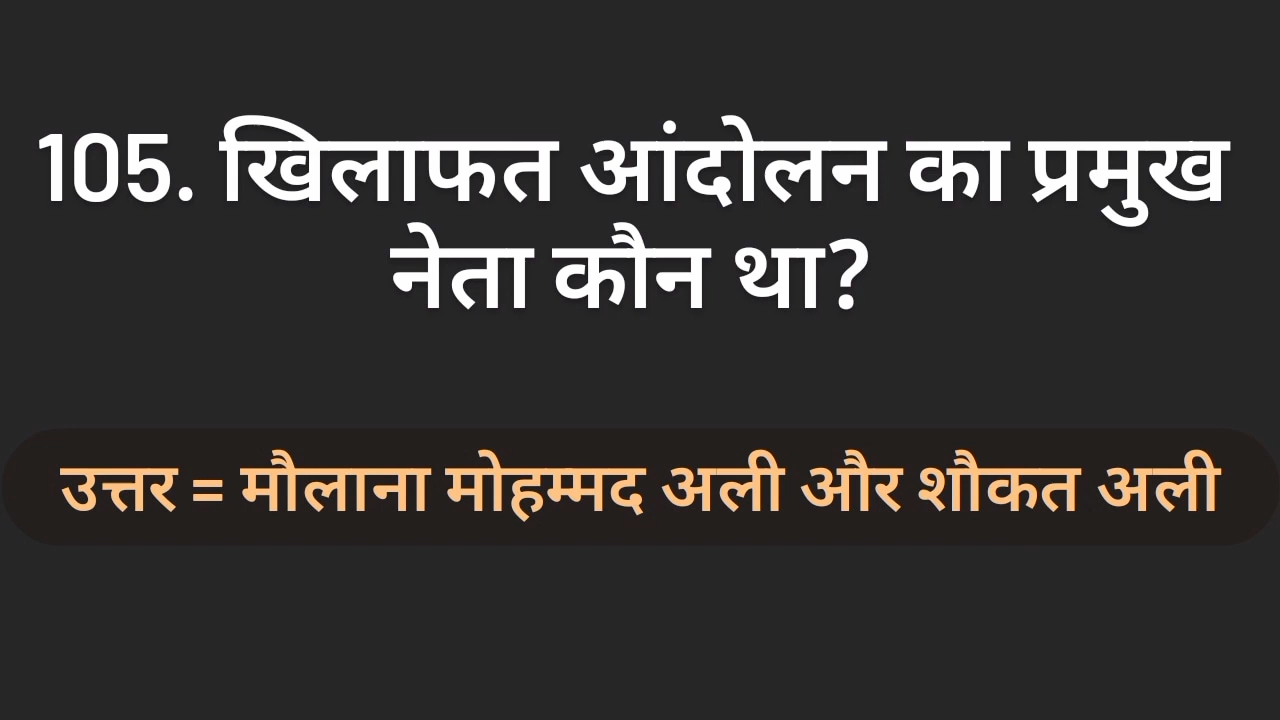 105. खिलाफत आंदोलन का प्रमुख
नेता कौन था?
उत्तर = मौलाना मोहम्मद अली और शौकत अली